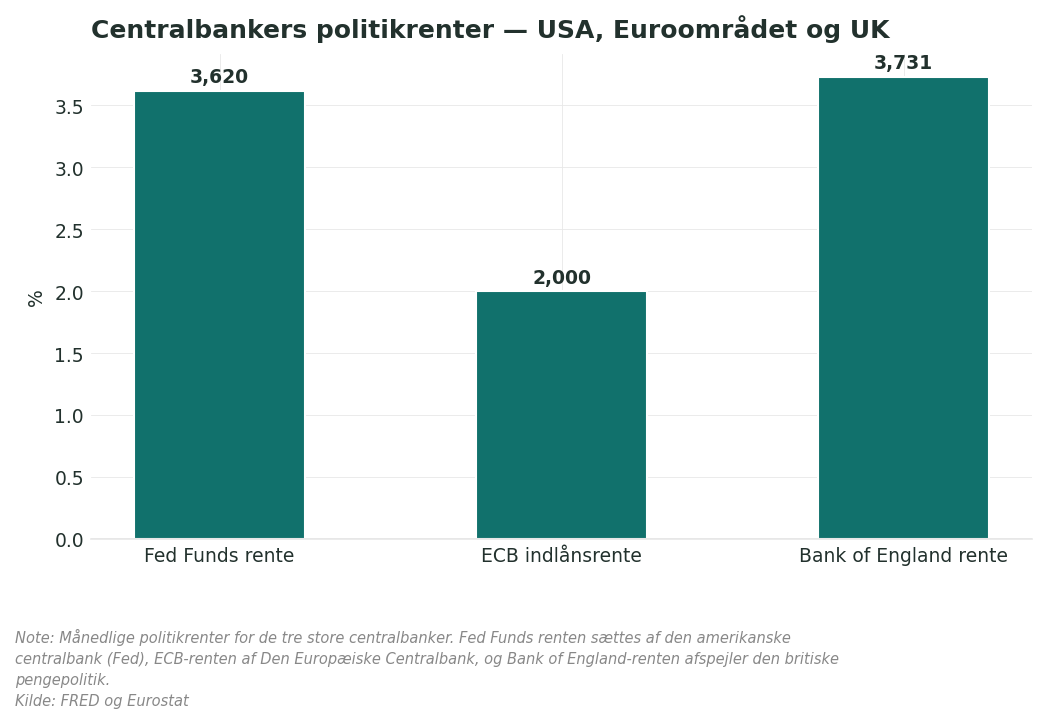 Centralbankers politikrenter — USA, Euroområdet og UK
3,620
2,000
3,731
3.5
3.0
2.5
2.0
1.5
1.0
0.5
0.0
%
Fed Funds rente
ECB indlånsrente
Bank of England rente
Note: Månedlige politikrenter for de tre store centralbanker. Fed Funds renten sættes af den amerikanske
centralbank (Fed), ECB-renten af Den Europæiske Centralbank, og Bank of England-renten afspejler den britiske
pengepolitik.
Kilde: FRED og Eurostat